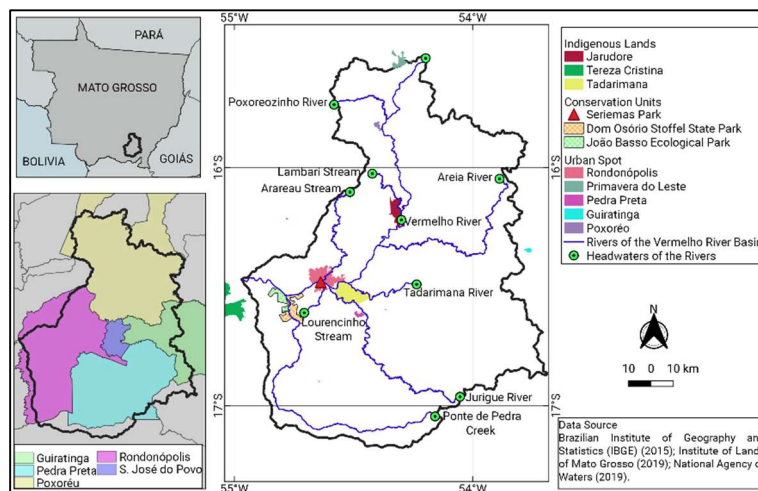 PARÁ
MATO GROSSO
BOLIVIA
GOIÁS
Guiratinga
Pedra Preta
Poxoréu
Rondonópolis
S. José do Povo
55°W
54°W
Poxoreozinho River
16°S
16°S
Lambari Stream
Arareau Stream
Areia River
Vermelho River
Tadarimana River
Lourencinho
Stream
Jurigue River
17°S
17°S
Ponte de Pedra
Creek
55°W
54°W
Indigenous Lands
Jarudore
Tereza Cristina
Tadarimana
Conservation Units
Seriemas Park
Dom Osório Stoffel State Park
João Basso Ecological Park
Urban Spot
Rondonópolis
Primavera do Leste
Pedra Preta
Guiratinga
Poxoréo
Rivers of the Vermelho River Basin
Headwaters of the Rivers
N
10 0 10 km
Data Source
Brazilian Institute of Geography an
Statistics (IBGE) (2015); Institute of Land
of Mato Grosso (2019); National Agency o
Waters (2019).